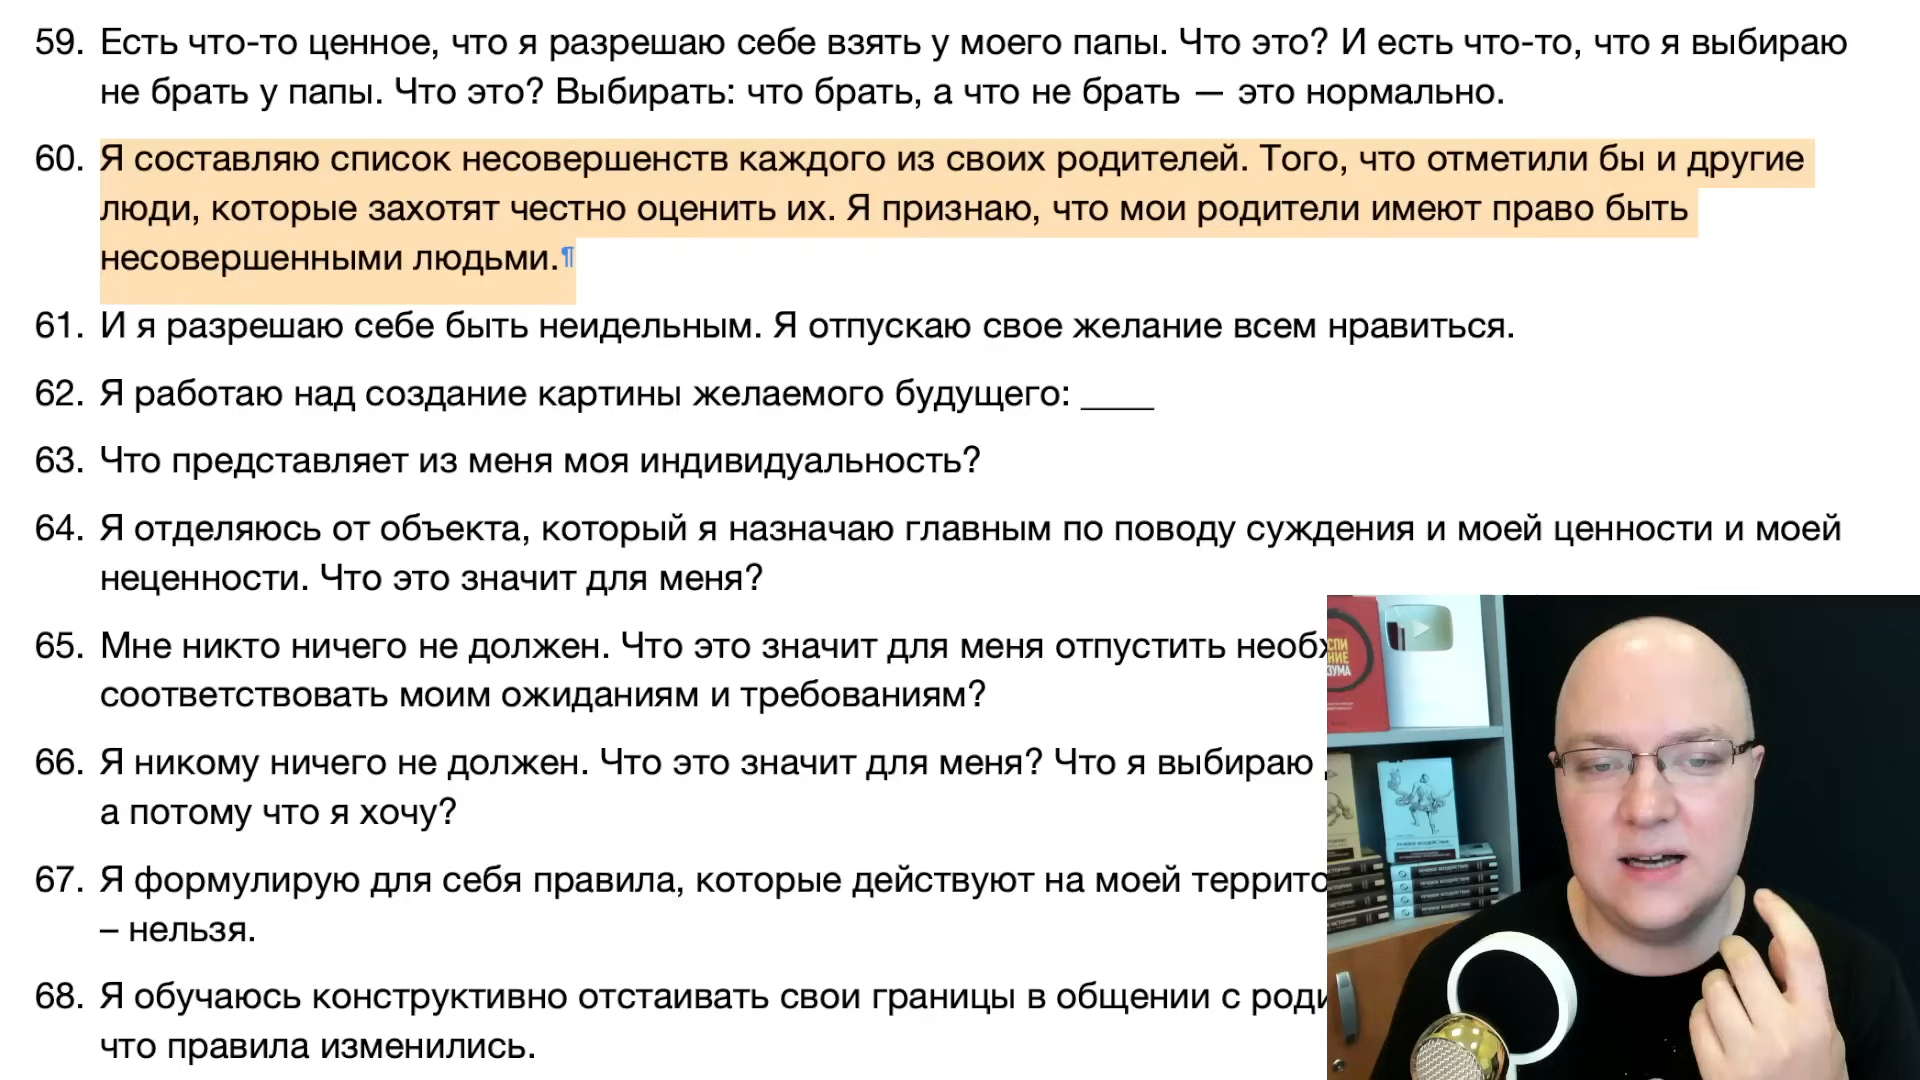 59. Есть что-то ценное, что я разрешаю себе взять у моего папы. Что это? И есть что-то, что я выбираю
не брать у папы. Что это? Выбирать: что брать, а что не брать — это нормально.
60. Я составляю список несовершенств каждого из своих родителей. Того, что отметили бы и другие
люди, которые захотят честно оценить их. Я признаю, что мои родители имеют право быть
несовершенными людьми.¶
61. И я разрешаю себе быть неидельным. Я отпускаю свое желание всем нравиться.
62. Я работаю над создание картины желаемого будущего: ____
63. Что представляет из меня моя индивидуальность?
64. Я отделяюсь от объекта, который я назначаю главным по поводу суждения и моей ценности и моей
неценности. Что это значит для меня?
65. Мне никто ничего не должен. Что это значит для меня отпустить необх
соответствовать моим ожиданиям и требованиям?
66. Я никому ничего не должен. Что это значит для меня? Что я выбираю
а потому что я хочу?
67. Я формулирую для себя правила, которые действуют на моей террито
– нельзя.
68. Я обучаюсь конструктивно отстаивать свои границы в общении с роди
что правила изменились.
СПИ
НИЕ
ЗУМА